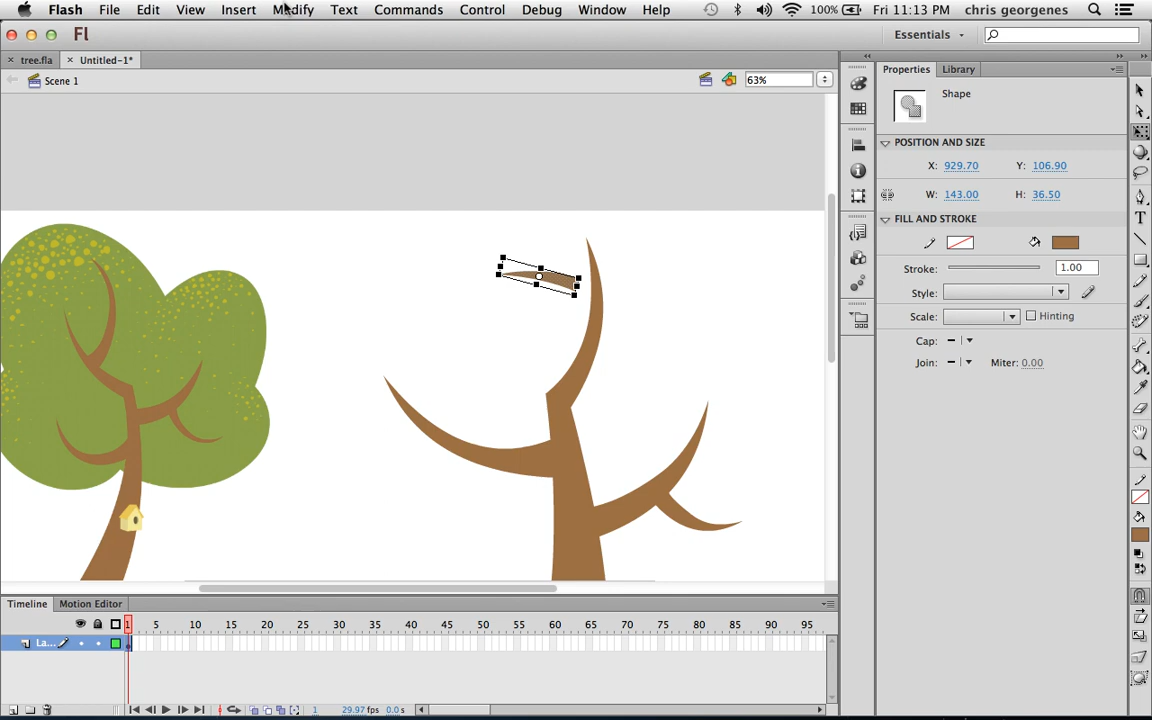 Flash File Edit View Insert Modify Text Commands Control Debug Window Help 100% Fri 11:13 PM chris georgenes
Fl Essentials
tree.fla Untitled-1*
Scene 1 63%
Properties Library
Shape
POSITION AND SIZE
X: 929.70 Y: 106.90
W: 143.00 H: 36.50
FILL AND STROKE
Stroke: 1.00
Style:
Scale: Hinting
Cap:
Join: Miter: 0.00
Timeline Motion Editor
1 5 10 15 20 25 30 35 40 45 50 55 60 65 70 75 80 85 90 95
La...
1 29.97 fps 0.0 s